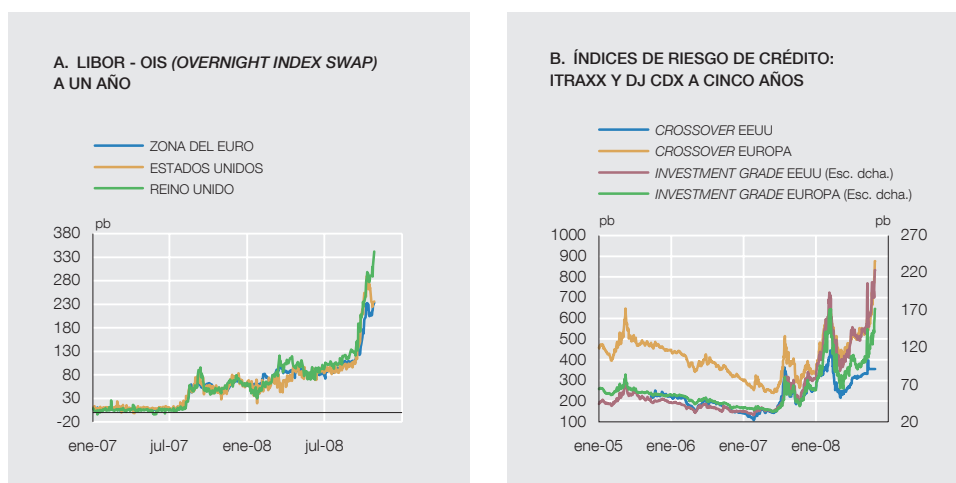 A. LIBOR - OIS (OVERNIGHT INDEX SWAP)
A UN AÑO
ZONA DEL EURO
ESTADOS UNIDOS
REINO UNIDO
pb
380
330
280
230
180
130
80
30
-20
ene-07 jul-07 ene-08 jul-08
B. ÍNDICES DE RIESGO DE CRÉDITO:
ITRAXX Y DJ CDX A CINCO AÑOS
CROSSOVER EEUU
CROSSOVER EUROPA
INVESTMENT GRADE EEUU (Esc. dcha.)
INVESTMENT GRADE EUROPA (Esc. dcha.)
pb pb
1000 270
900
800 220
700
600 170
500
400 120
300 70
200
100 20
ene-05 ene-06 ene-07 ene-08